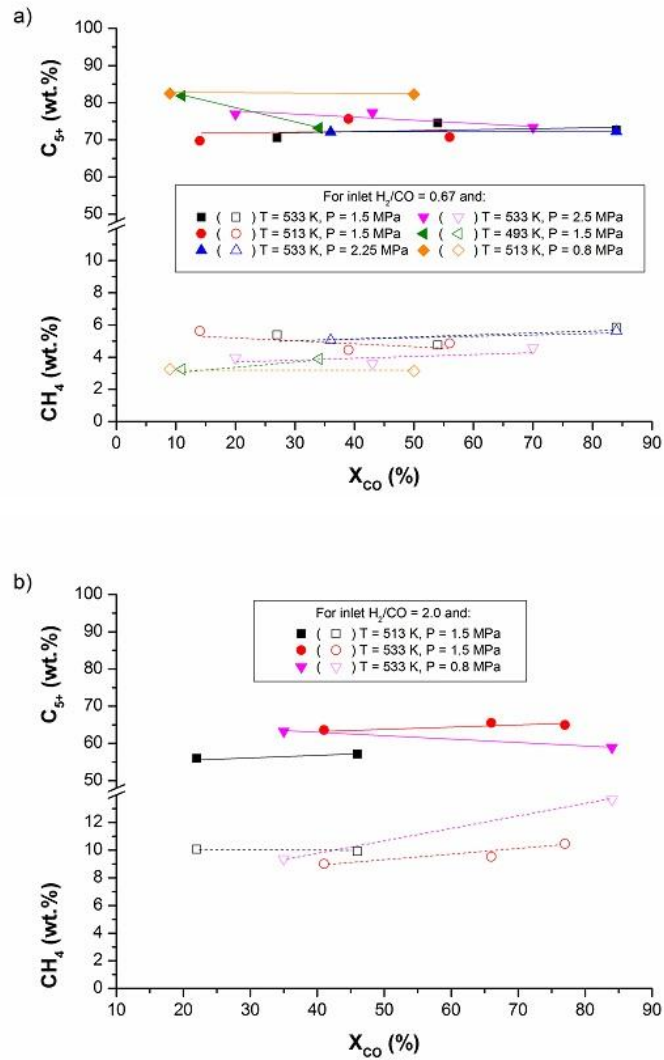 a)
100
90
80
70
60
50
10
8
6
4
2
0
C5+ (wt.%)
CH4 (wt.%)
For inlet H2/CO = 0.67 and:
( ) T = 533 K, P = 1.5 MPa ( ) T = 533 K, P = 2.5 MPa
( ) T = 513 K, P = 1.5 MPa ( ) T = 493 K, P = 1.5 MPa
( ) T = 533 K, P = 2.25 MPa ( ) T = 513 K, P = 0.8 MPa
0 10 20 30 40 50 60 70 80 90
XCO (%)
b)
100
90
80
70
60
50
12
10
8
6
4
2
0
C5+ (wt.%)
CH4 (wt.%)
For inlet H2/CO = 2.0 and:
( ) T = 513 K, P = 1.5 MPa
( ) T = 533 K, P = 1.5 MPa
( ) T = 533 K, P = 0.8 MPa
10 20 30 40 50 60 70 80 90
XCO (%)